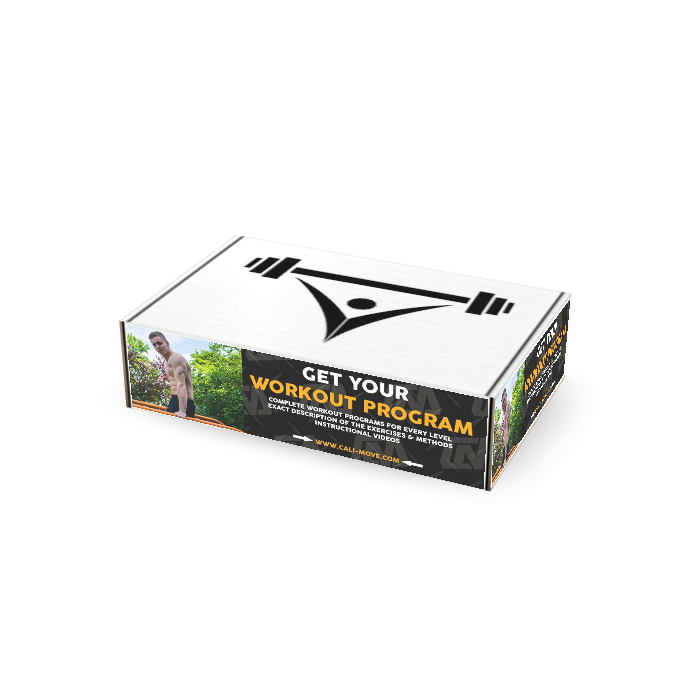 GET YOUR
WORKOUT PROGRAM
COMPLETE WORKOUT PROGRAMS FOR EVERY LEVEL
EXACT DESCRIPTION OF THE EXERCISES & METHODS
INSTRUCTIONAL VIDEOS
WWW.CALI-MOVE.COM